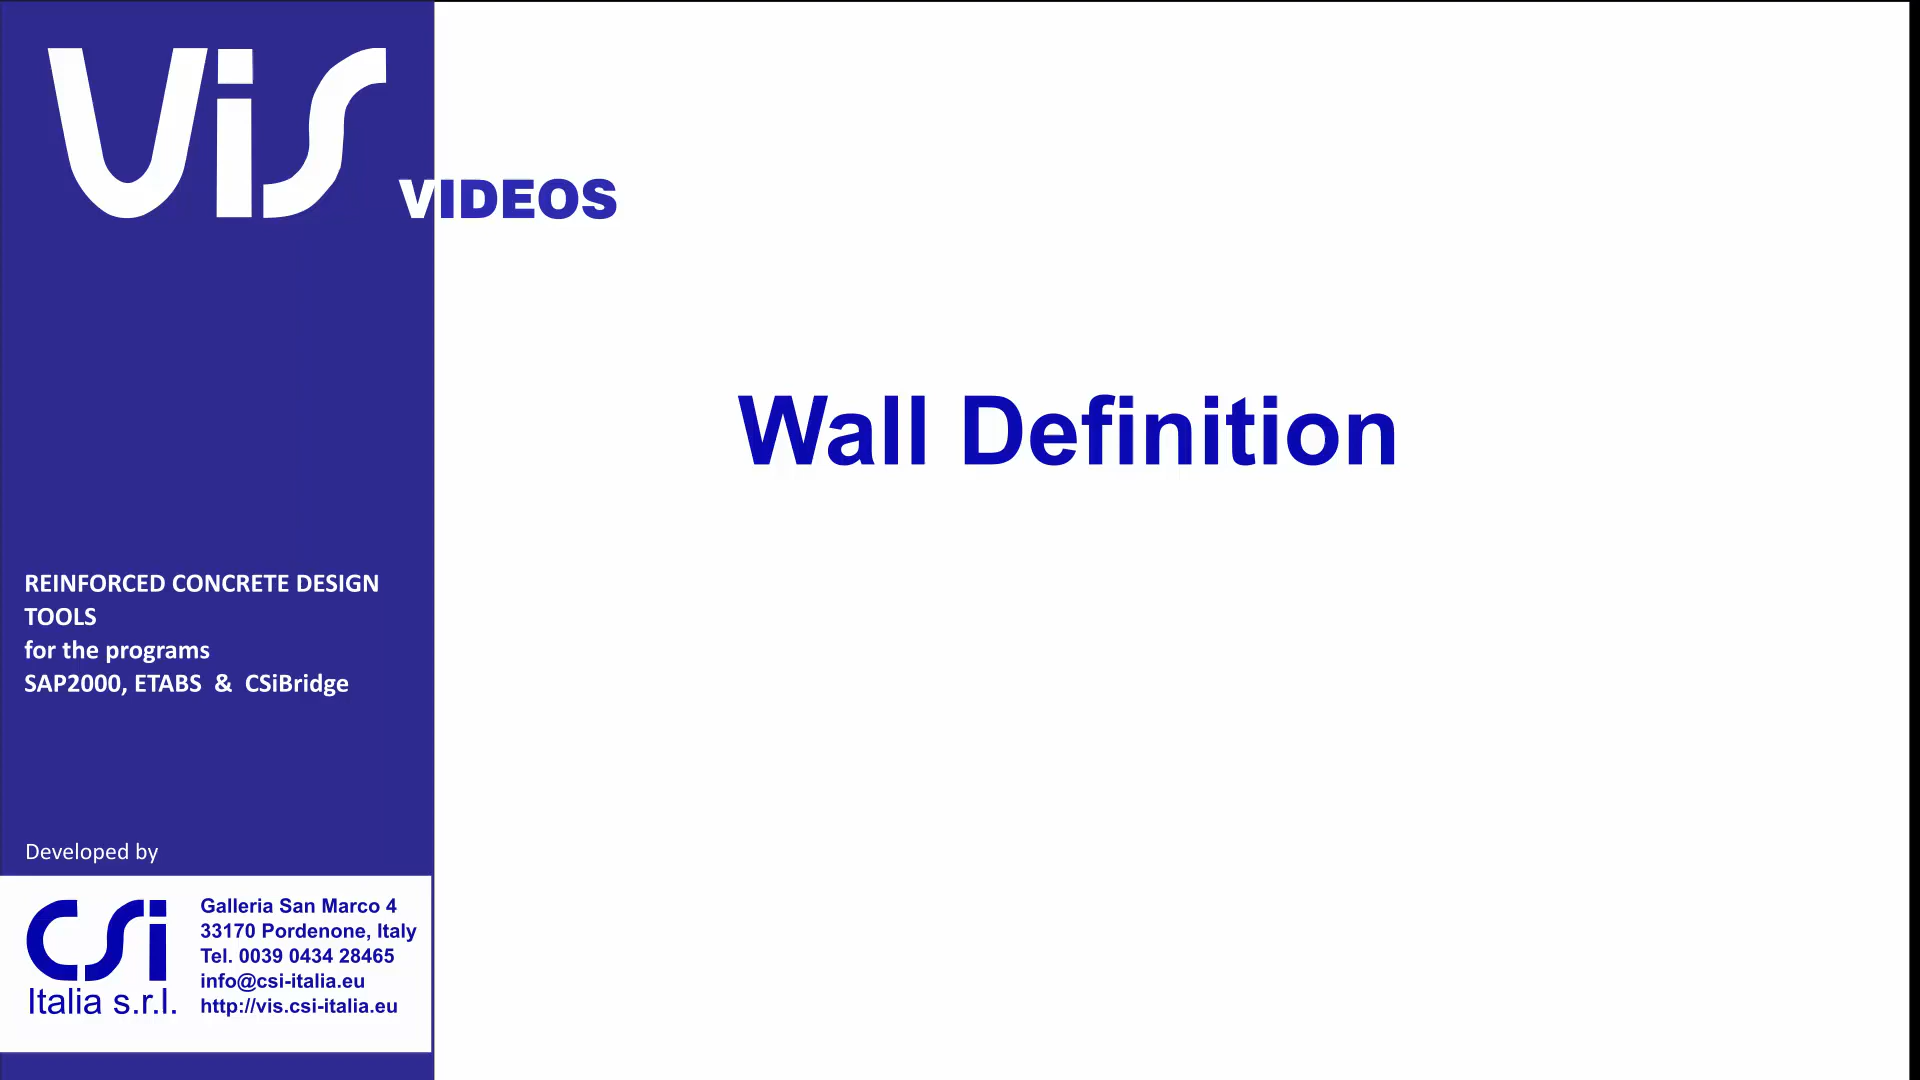 VIS
VIDEOS
Wall Definition
REINFORCED CONCRETE DESIGN
TOOLS
for the programs
SAP2000, ETABS & CSiBridge
Developed by
CSi
Italia s.r.l.
Galleria San Marco 4
33170 Pordenone, Italy
Tel. 0039 0434 28465
info@csi-italia.eu
http://vis.csi-italia.eu